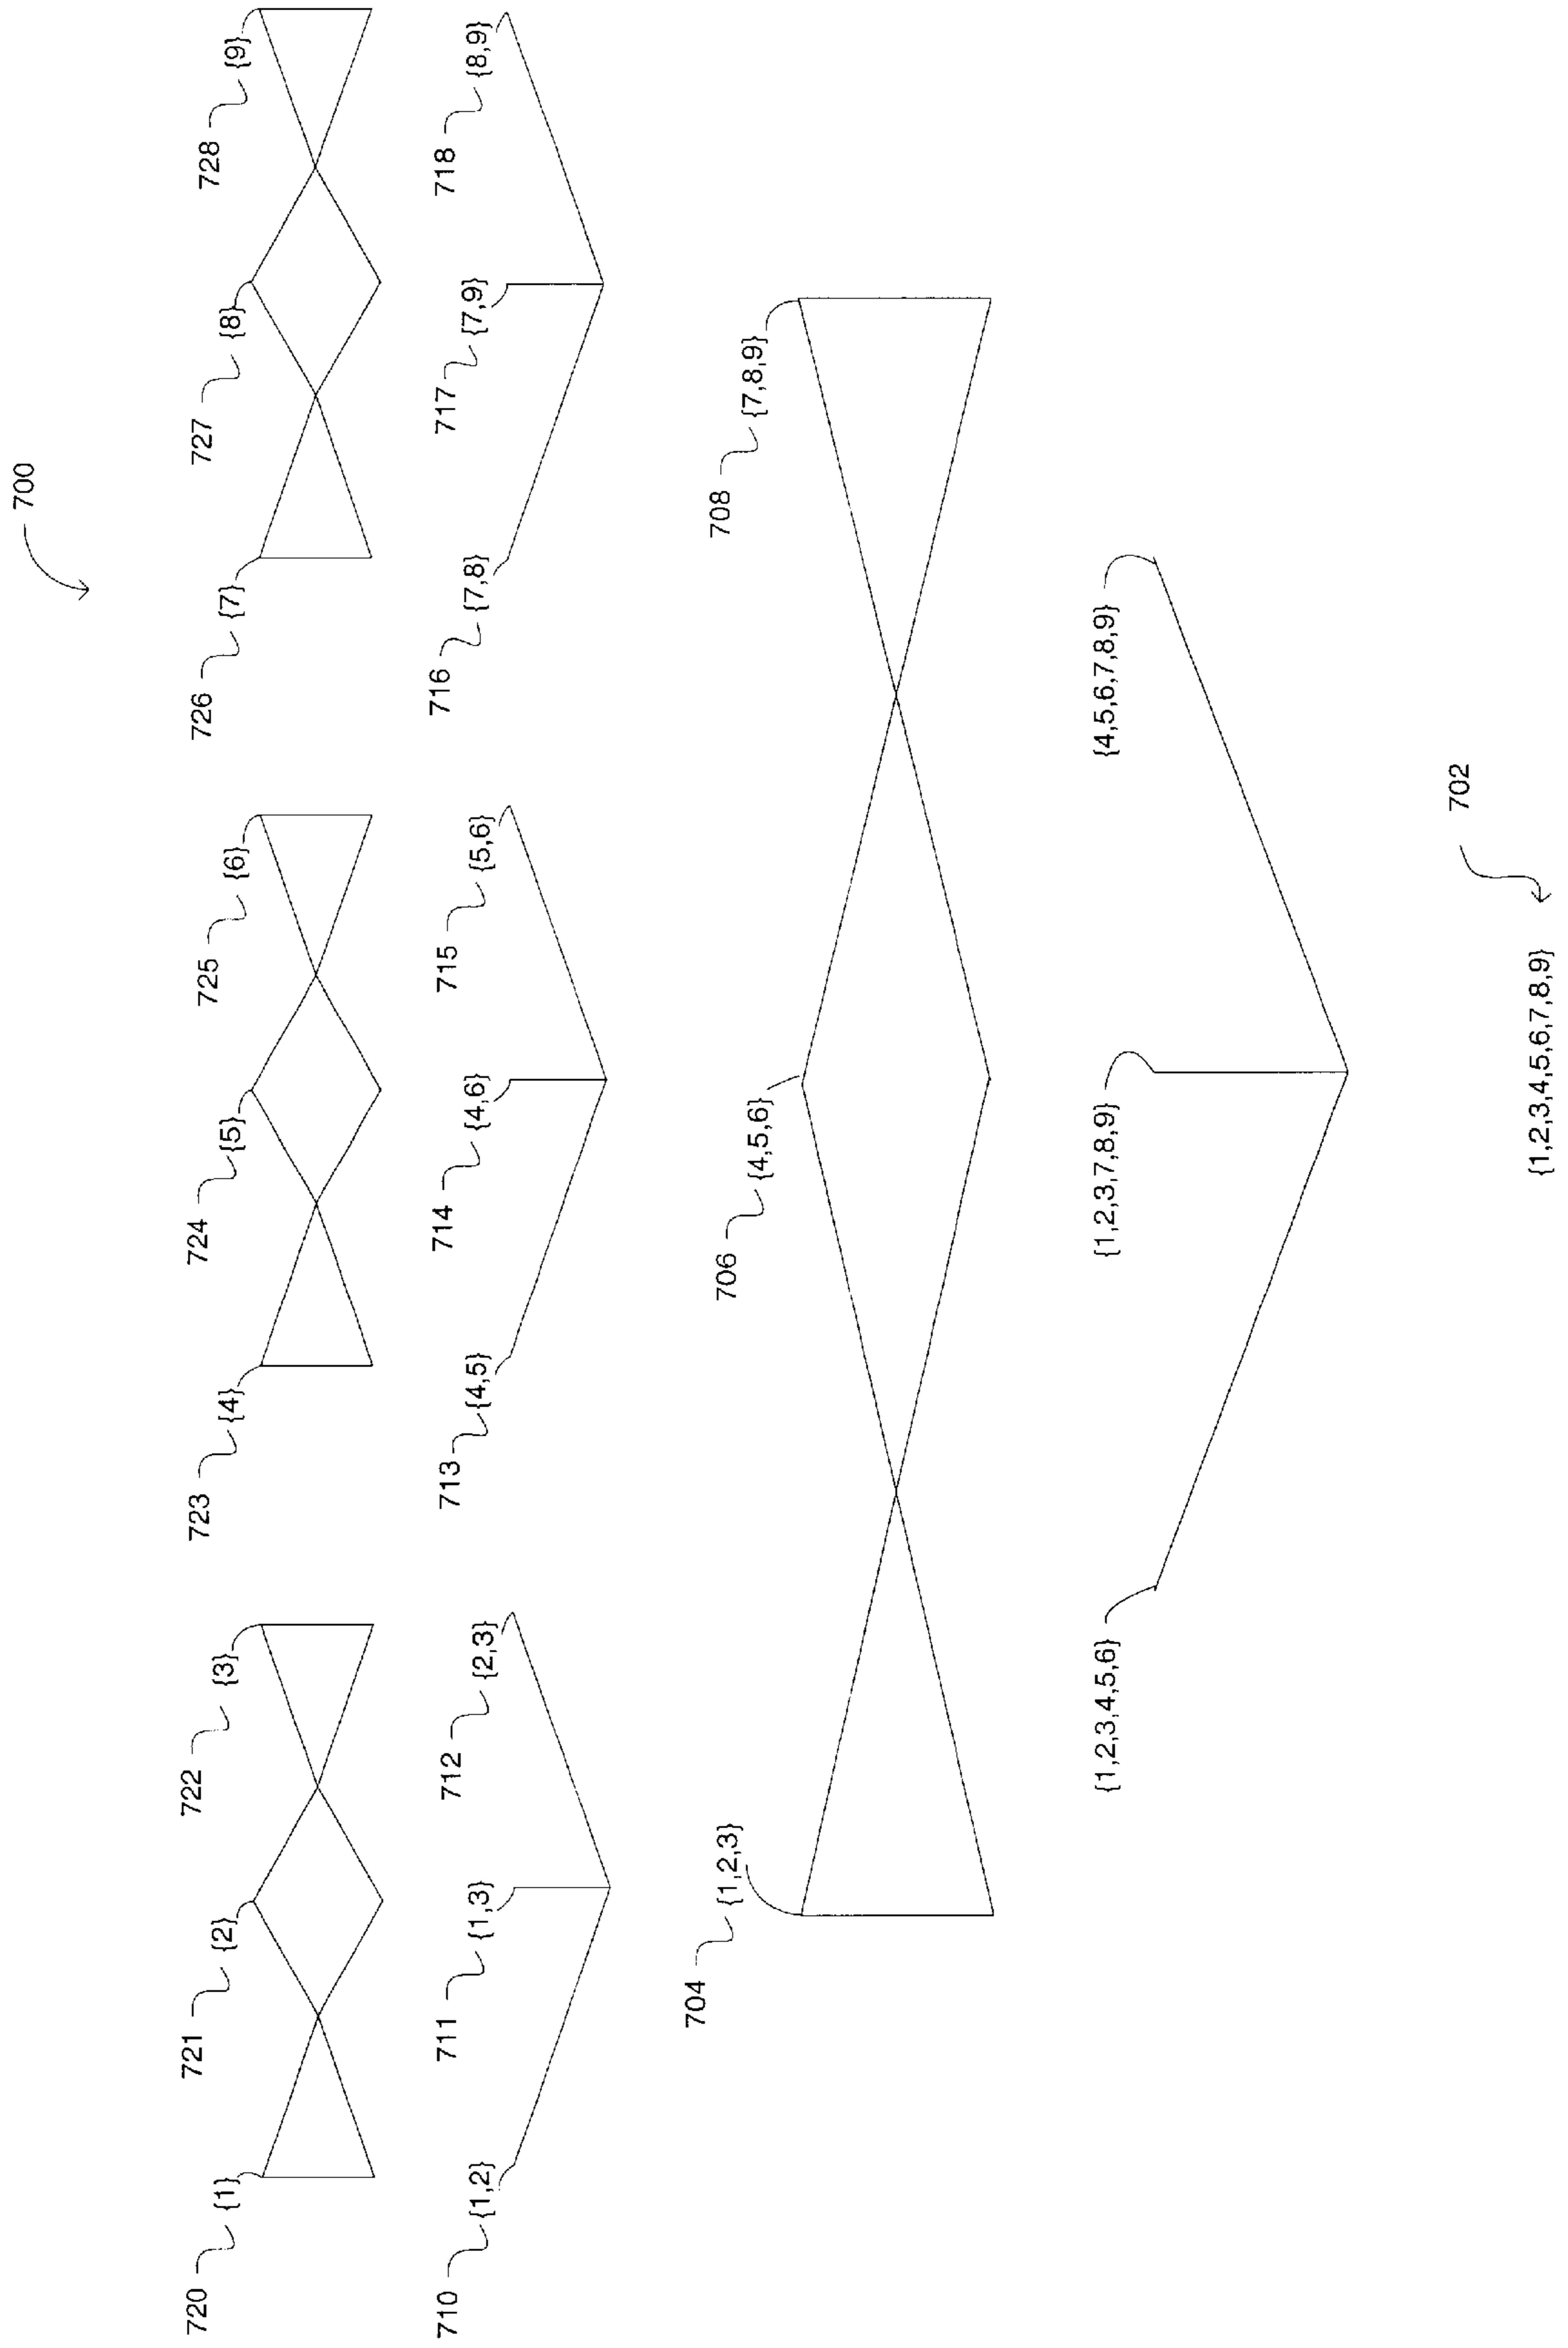 700
720 {1} 721 {2} 722 {3} 723 {4} 724 {5} 725 {6} 726 {7} 727 {8} 728 {9}
710 {1,2} 711 {1,3} 712 {2,3} 713 {4,5} 714 {4,6} 715 {5,6} 716 {7,8} 717 {7,9} 718 {8,9}
704 {1,2,3} 706 {4,5,6} 708 {7,8,9}
{1,2,3,4,5,6} {1,2,3,7,8,9} {4,5,6,7,8,9}
{1,2,3,4,5,6,7,8,9} 702